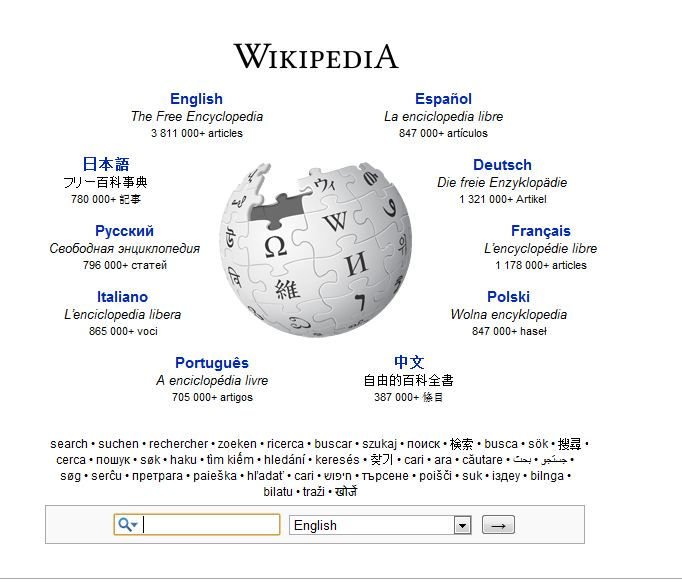 WIKIPEDIA
English
The Free Encyclopedia
3 811 000+ articles
Español
La enciclopedia libre
847 000+ artículos
日本語
フリー百科事典
780 000+ 記事
Deutsch
Die freie Enzyklopädie
1 321 000+ Artikel
Русский
Свободная энциклопедия
796 000+ статей
Français
L'encyclopédie libre
1 178 000+ articles
Italiano
L'enciclopedia libera
865 000+ voci
Polski
Wolna encyklopedia
847 000+ haseł
Português
A enciclopédia livre
705 000+ artigos
中文
自由的百科全書
387 000+ 條目
Ω W И 維 ウィ
search • suchen • rechercher • zoeken • ricerca • buscar • szukaj • поиск • 検索 • busca • sök • 搜尋 •
cerca • пошук • søk • haku • tìm kiếm • hledání • keresés • 찾기 • cari • ara • căutare • بحث • جستجو •
søg • serĉu • претрага • paieška • hľadať • cari • חיפוש • търсене • poišči • suk • іздеу • bilnga •
bilatu • traži • खोजें
English